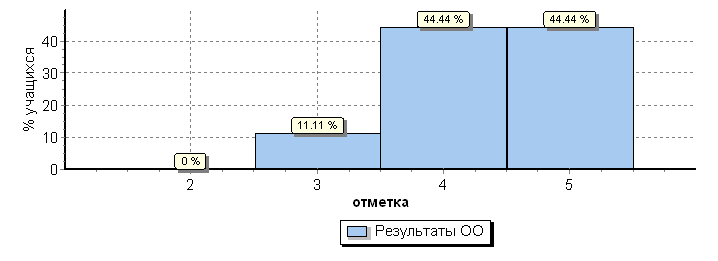 44.44 %
44.44 %
11.11 %
0 %
% учащихся
40
30
20
10
0
2 3 4 5
отметка
Результаты ОО